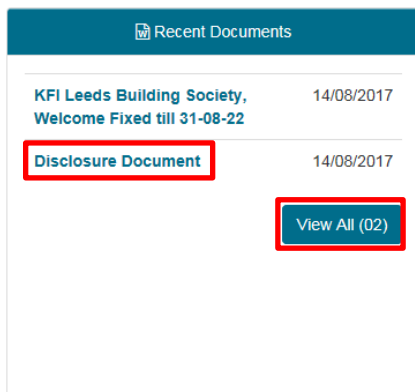 Recent Documents
KFI Leeds Building Society, 14/08/2017
Welcome Fixed till 31-08-22
Disclosure Document 14/08/2017
View All (02)